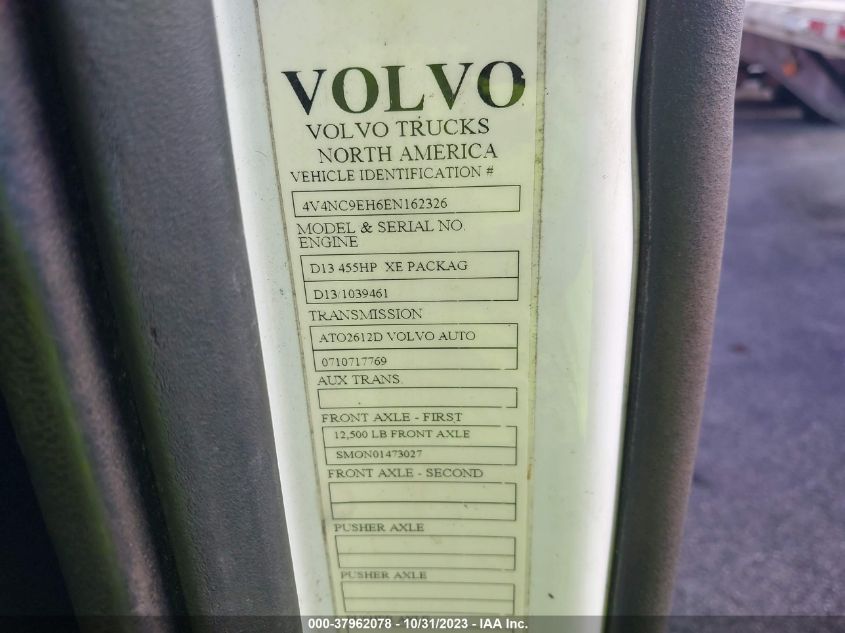 VOLVO
VOLVO TRUCKS
NORTH AMERICA
VEHICLE IDENTIFICATION #
4V4NC9EH6EN162326
MODEL & SERIAL NO.
ENGINE
D13 455HP XE PACKAG
D13/1039461
TRANSMISSION
ATO2612D VOLVO AUTO
0710717769
AUX TRANS.
FRONT AXLE - FIRST
12,500 LB FRONT AXLE
SMON01473027
FRONT AXLE - SECOND
PUSHER AXLE
PUSHER AXLE
000-37962078 - 10/31/2023 - IAA Inc.